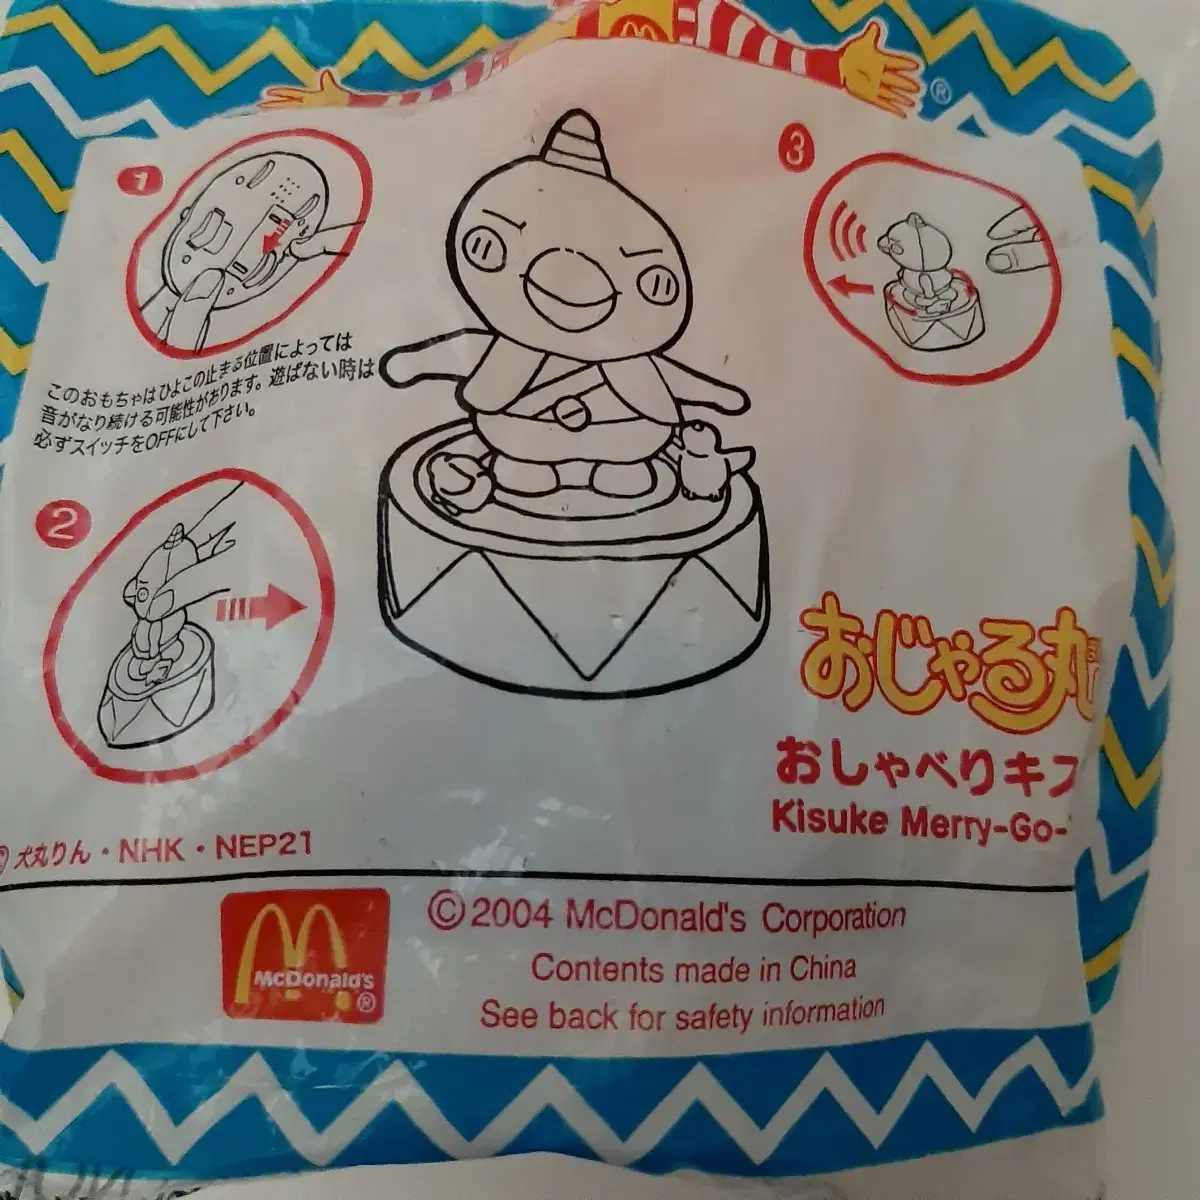 ®
1
3
このおもちゃはひよこの止まる位置によっては
音がなり続ける可能性があります。遊ばない時は
必ずスイッチをOFFにして下さい。
2
おじゃる丸
おしゃべりキス
Kisuke Merry-Go-
© 犬丸りん・NHK・NEP21
McDonald's
®
©2004 McDonald's Corporation
Contents made in China
See back for safety information